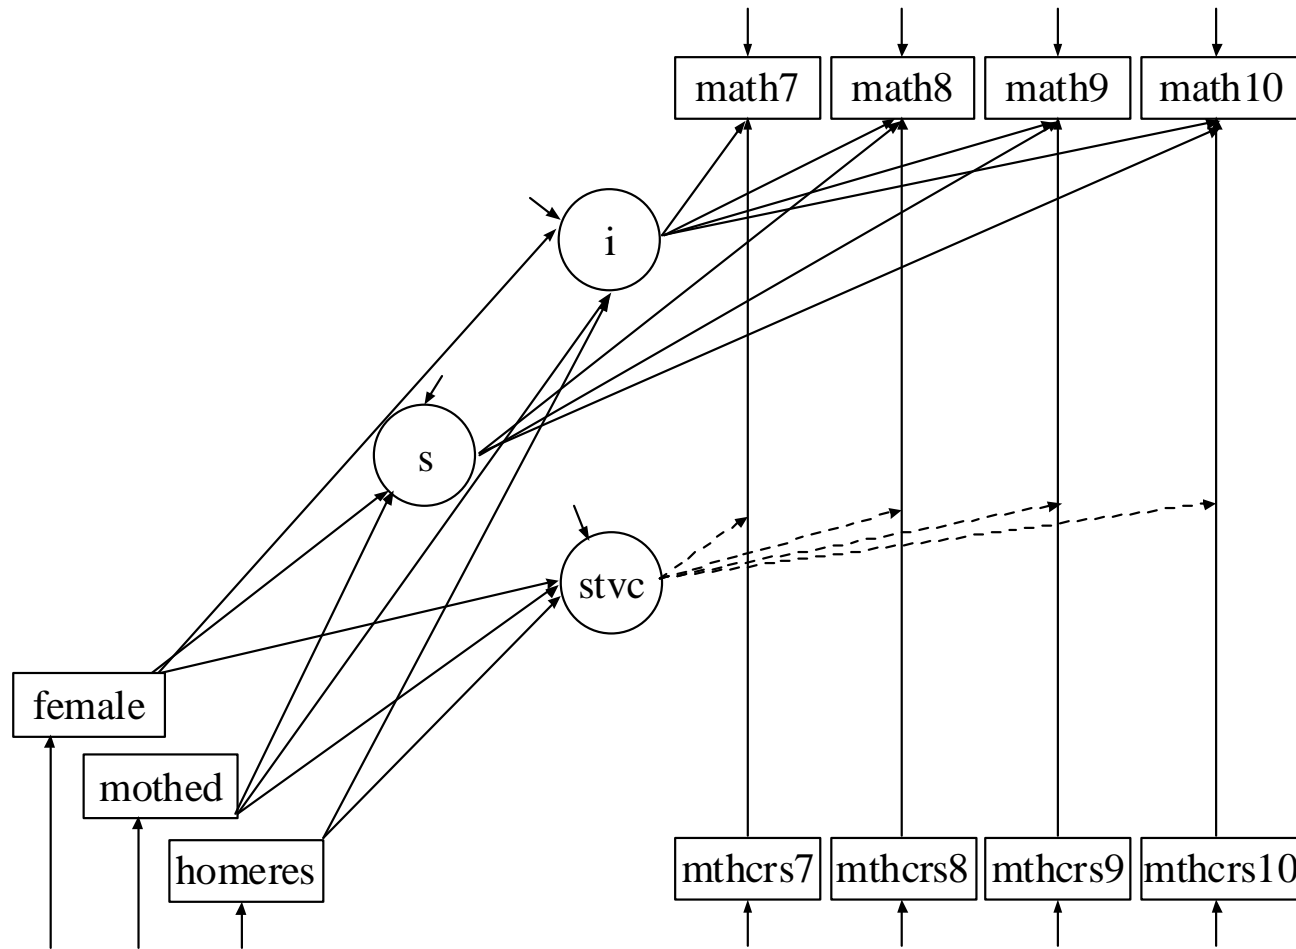 math7 math8 math9 math10
i
s
stvc
female
mothed
homeres
mthcrs7 mthcrs8 mthcrs9 mthcrs10